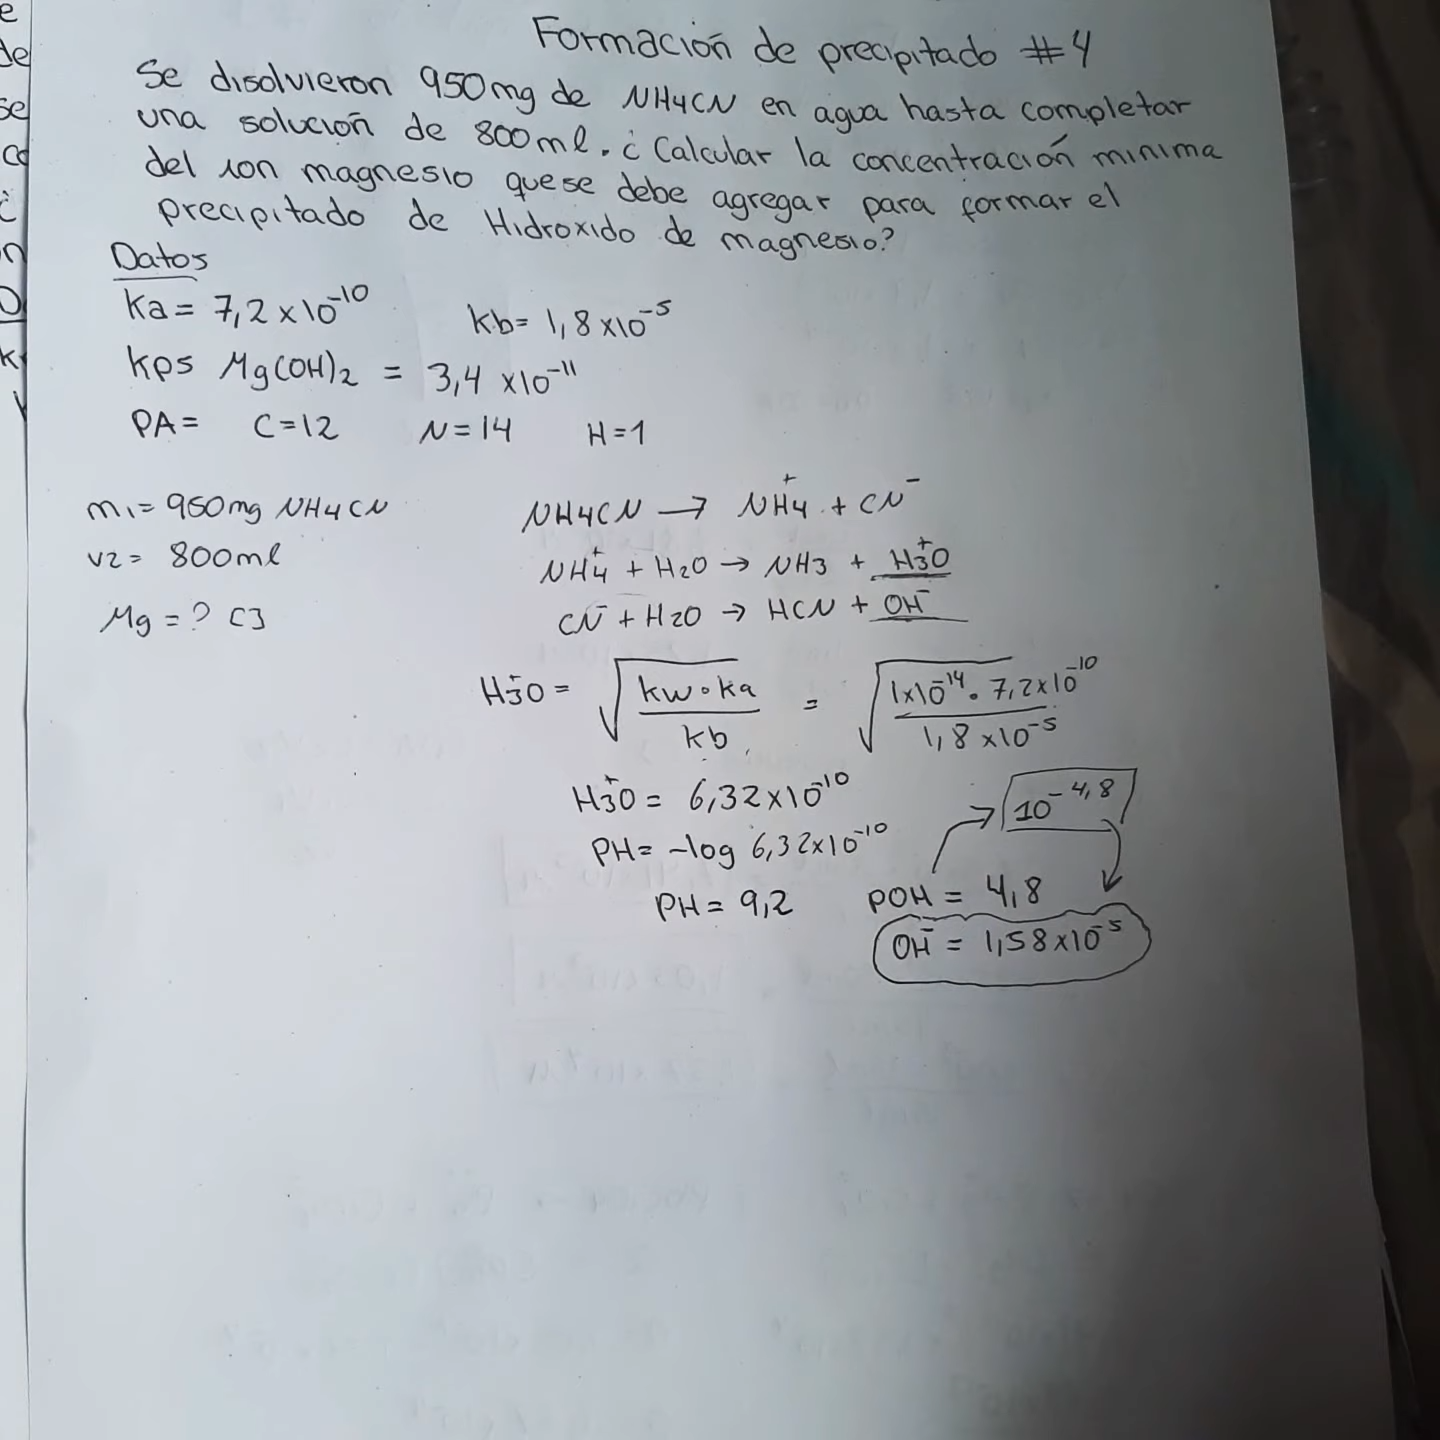 e
de
se
Formación de precipitado #4
Se disolvieron 950mg de NH4CN en agua hasta completar
una solución de 800ml. ¿Calcular la concentración minima
del ion magnesio que se debe agregar para formar el
precipitado de Hidroxido de magnesio?
Datos
Ka = 7,2 x 10^-10 Kb = 1,8 x10^-5
Kps Mg(OH)2 = 3,4 x10^-11
PA = C=12 N=14 H=1
m1 = 950mg NH4CN
V2 = 800ml
Mg = ? [ ]
NH4CN → NH4+ + CN-
NH4+ + H2O → NH3 + H3O+
CN- + H2O → HCN + OH-
H3O+ = √(Kw • Ka / Kb) = √(1x10^-14 . 7,2x10^-10 / 1,8 x10^-5)
H3O+ = 6,32x10^-10
PH = -log 6,32x10^-10
PH = 9,2 POH = 4,8
10^-4,8
OH- = 1,58x10^-5